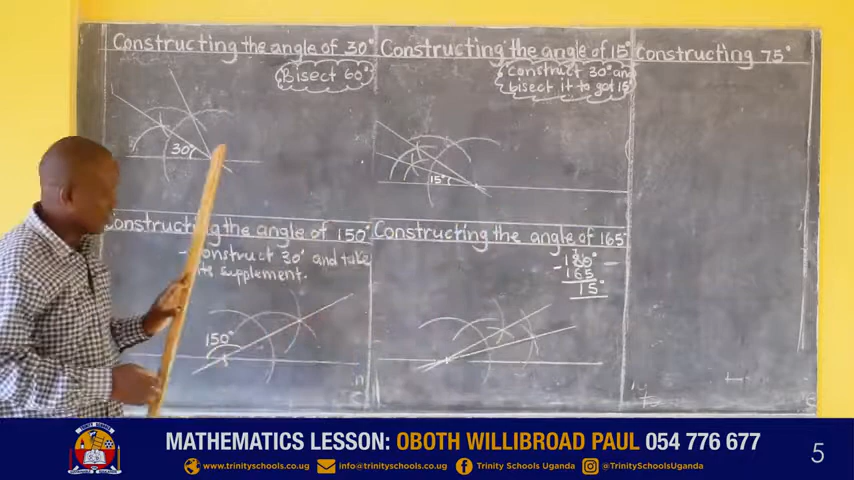 Constructing the angle of 30°
Bisect 60°
30°
Constructing the angle of 15°
construct 30° and
bisect it to get 15°
15°
Constructing 75°
Constructing the angle of 150°
- construct 30° and take
its supplement.
150°
Constructing the angle of 165°
180°
- 165
15°
MATHEMATICS LESSON: OBOTH WILLIBROAD PAUL 054 776 677
www.trinityschools.co.ug info@trinityschools.co.ug Trinity Schools Uganda @TrinitySchoolsUganda
5